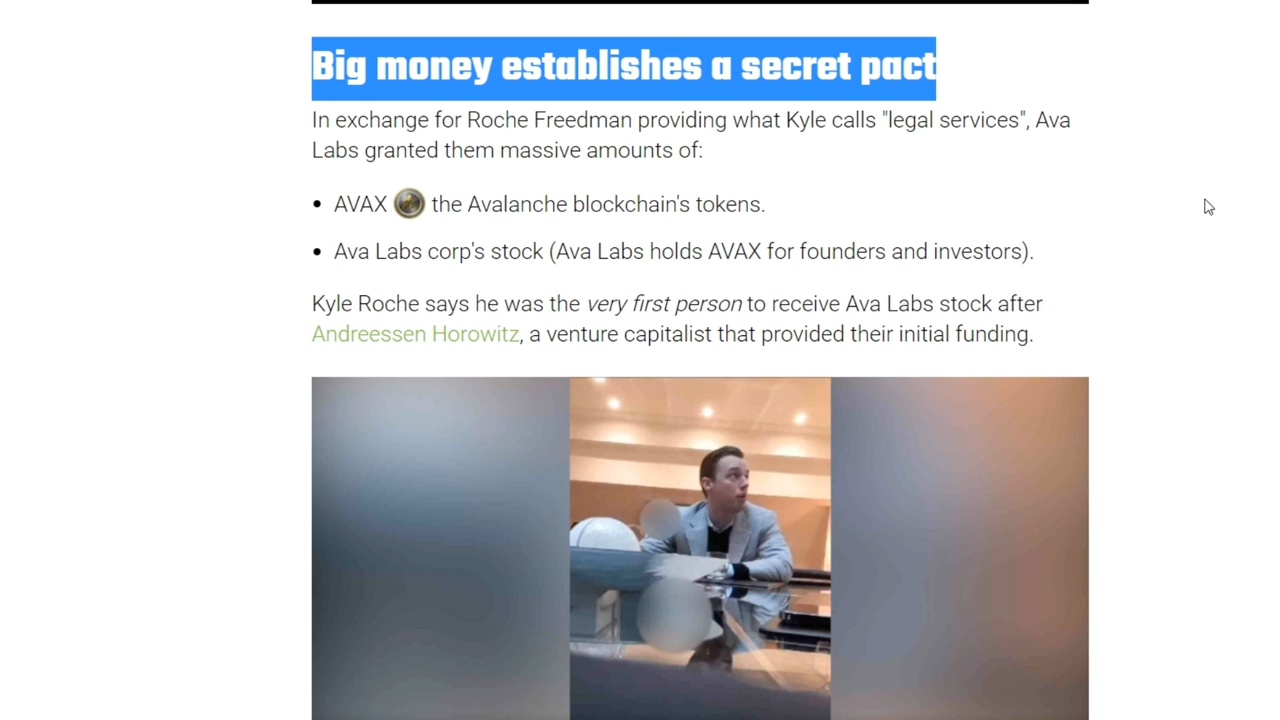 Big money establishes a secret pact
In exchange for Roche Freedman providing what Kyle calls "legal services", Ava
Labs granted them massive amounts of:
• AVAX the Avalanche blockchain's tokens.
• Ava Labs corp's stock (Ava Labs holds AVAX for founders and investors).
Kyle Roche says he was the very first person to receive Ava Labs stock after
Andreessen Horowitz, a venture capitalist that provided their initial funding.